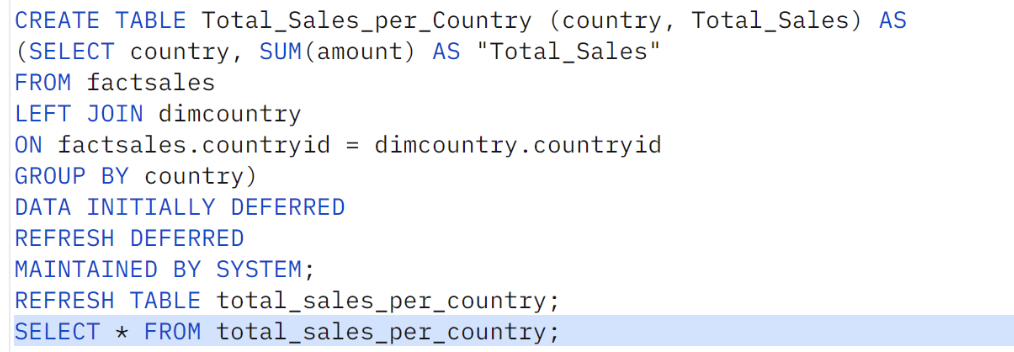 CREATE TABLE Total_Sales_per_Country (country, Total_Sales) AS
(SELECT country, SUM(amount) AS "Total_Sales"
FROM factsales
LEFT JOIN dimcountry
ON factsales.countryid = dimcountry.countryid
GROUP BY country)
DATA INITIALLY DEFERRED
REFRESH DEFERRED
MAINTAINED BY SYSTEM;
REFRESH TABLE total_sales_per_country;
SELECT * FROM total_sales_per_country;